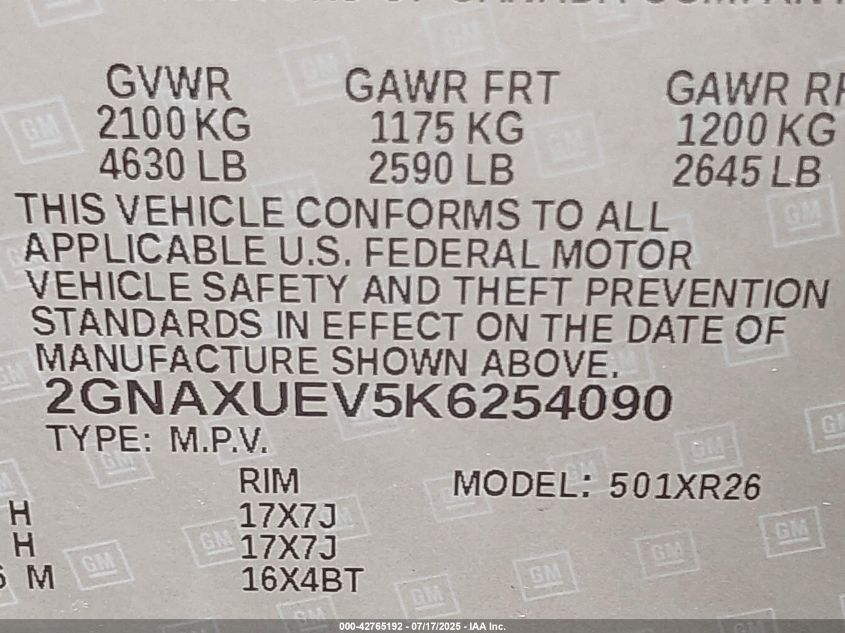 GVWR GAWR FRT GAWR
2100 KG 1175 KG 1200 KG
4630 LB 2590 LB 2645 LB
THIS VEHICLE CONFORMS TO ALL
APPLICABLE U.S. FEDERAL MOTOR
VEHICLE SAFETY AND THEFT PREVENTION
STANDARDS IN EFFECT ON THE DATE OF
MANUFACTURE SHOWN ABOVE.
2GNAXUEV5K6254090
TYPE: M.P.V.
RIM MODEL: 501XR26
H 17X7J
H 17X7J
M 16X4BT
GM
000-42765192 - 07/17/2025 - IAA Inc.